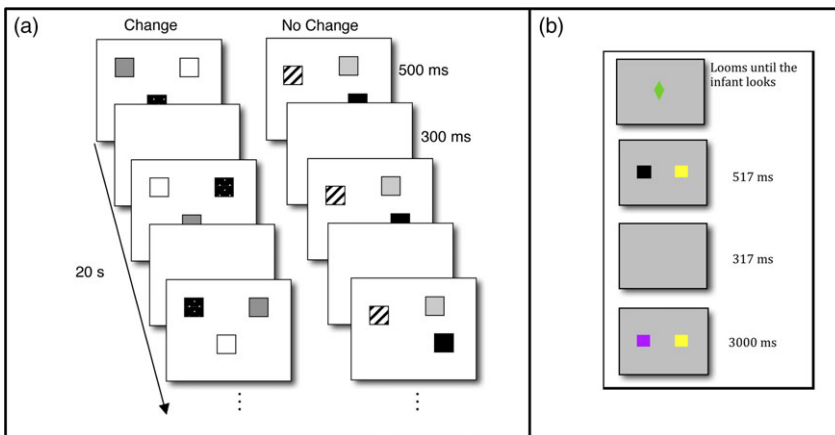 (a)
Change
No Change
500 ms
300 ms
20 s
(b)
Looms until the
infant looks
517 ms
317 ms
3000 ms